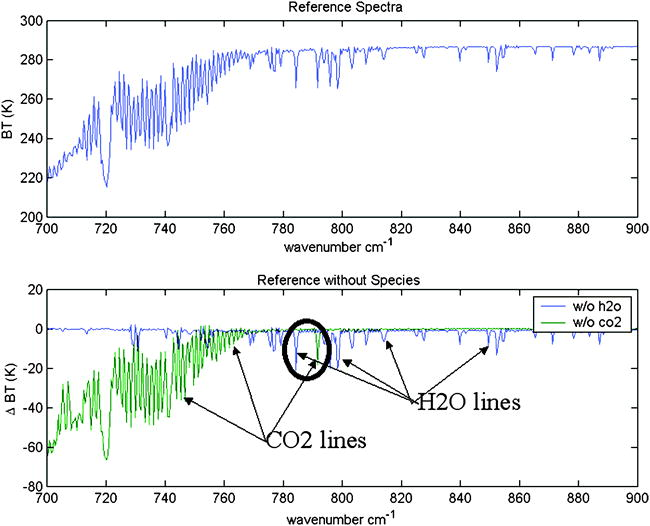 Reference Spectra
300
280
260
240
220
200
BT (K)
700 720 740 760 780 800 820 840 860 880 900
wavenumber cm-1
Reference without Species
20
0
-20
-40
-60
-80
Δ BT (K)
w/o h2o
w/o co2
H2O lines
CO2 lines
700 720 740 760 780 800 820 840 860 880 900
wavenumber cm-1